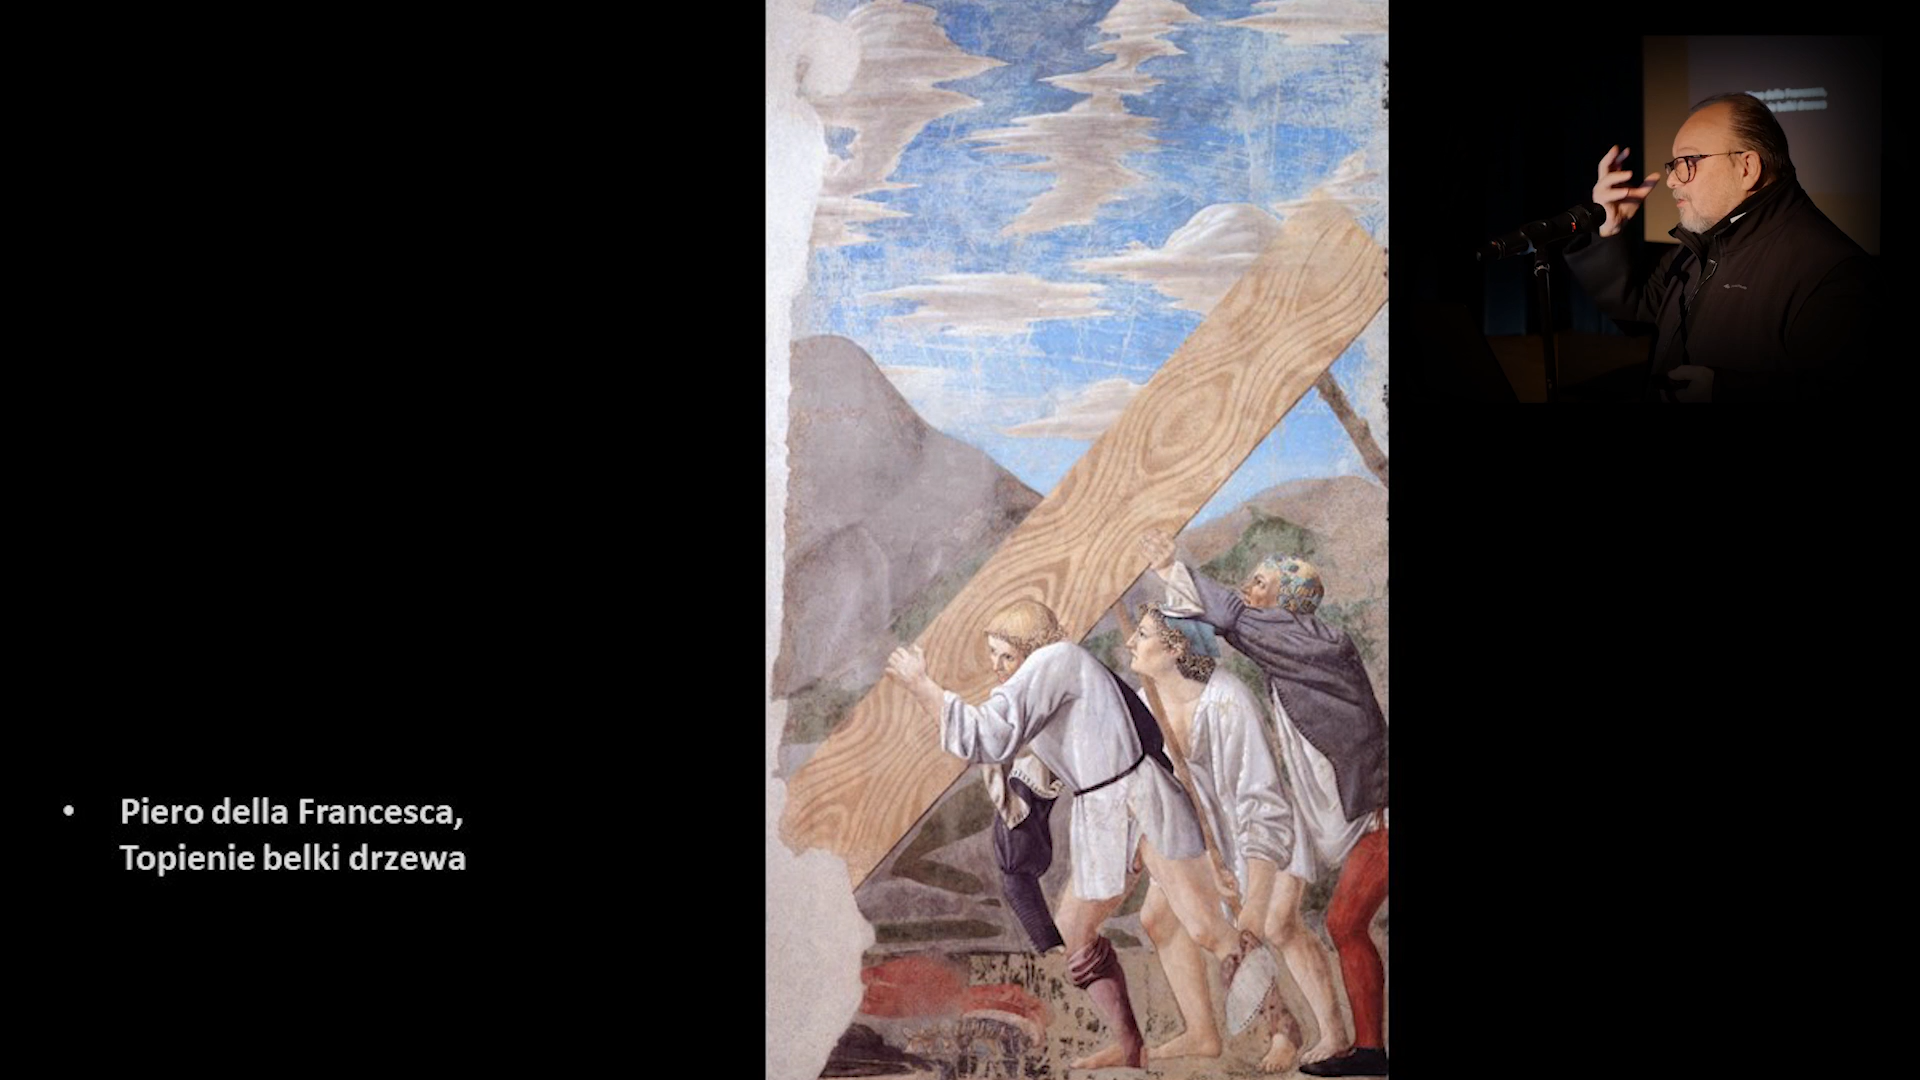 • Piero della Francesca,
Topienie belki drzewa